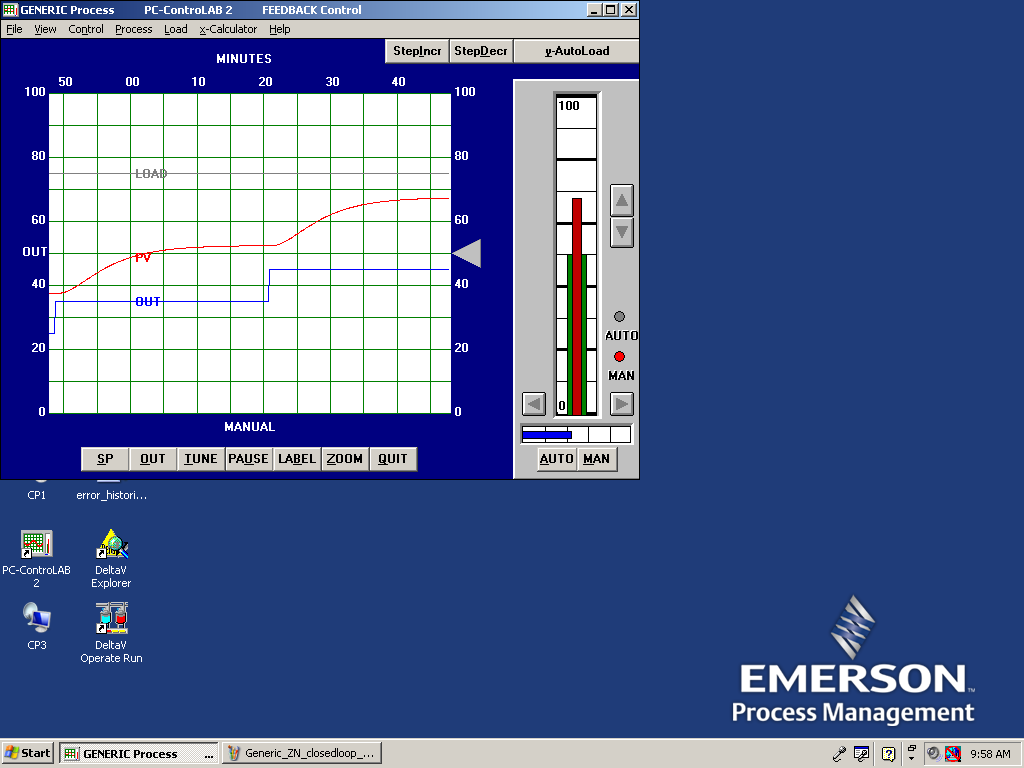 GENERIC Process PC-ControLAB 2 FEEDBACK Control
File View Control Process Load x-Calculator Help
StepIncr StepDecr y-AutoLoad
MINUTES
50 00 10 20 30 40
100 100
80 80
LOAD
60 60
OUT
PV
40 40
OUT
20 20
0 0
MANUAL
SP OUT TUNE PAUSE LABEL ZOOM QUIT
100
0
AUTO
MAN
AUTO MAN
CP1 error_histori...
PC-ControLAB 2
DeltaV Explorer
CP3
DeltaV Operate Run
EMERSON™
Process Management
Start GENERIC Process ... Generic_ZN_closedloop_... 9:58 AM